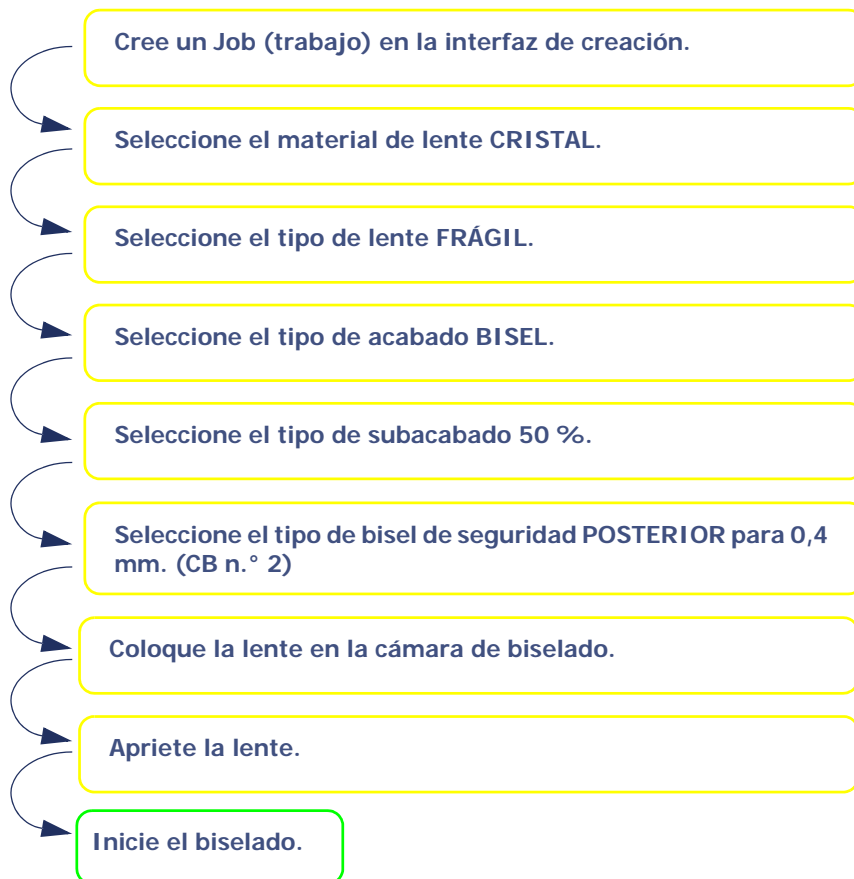 Cree un Job (trabajo) en la interfaz de creación.
Seleccione el material de lente CRISTAL.
Seleccione el tipo de lente FRÁGIL.
Seleccione el tipo de acabado BISEL.
Seleccione el tipo de subacabado 50 %.
Seleccione el tipo de bisel de seguridad POSTERIOR para 0,4
mm. (CB n.° 2)
Coloque la lente en la cámara de biselado.
Apriete la lente.
Inicie el biselado.